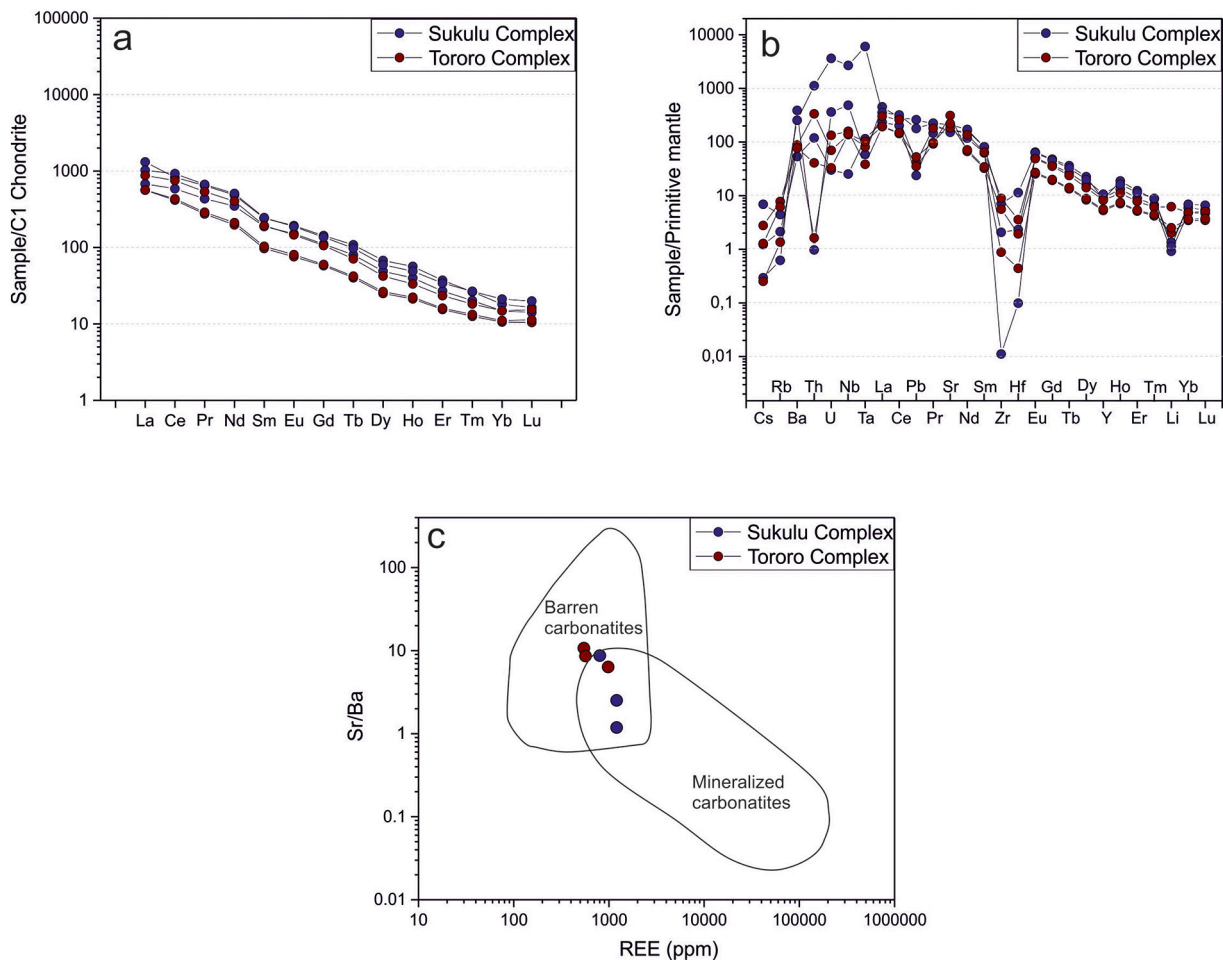 a
Sukulu Complex
Tororo Complex
100000
10000
1000
100
10
1
Sample/C1 Chondrite
La Ce Pr Nd Sm Eu Gd Tb Dy Ho Er Tm Yb Lu
b
Sukulu Complex
Tororo Complex
10000
1000
100
10
1
0,1
0,01
Sample/Primitive mantle
Rb Th Nb La Pb Sr Sm Hf Gd Dy Ho Tm Yb
Cs Ba U Ta Ce Pr Nd Zr Eu Tb Y Er Li Lu
c
Sukulu Complex
Tororo Complex
100
10
1
0.1
0.01
Sr/Ba
Barren
carbonatites
Mineralized
carbonatites
10 100 1000 10000 100000 1000000
REE (ppm)